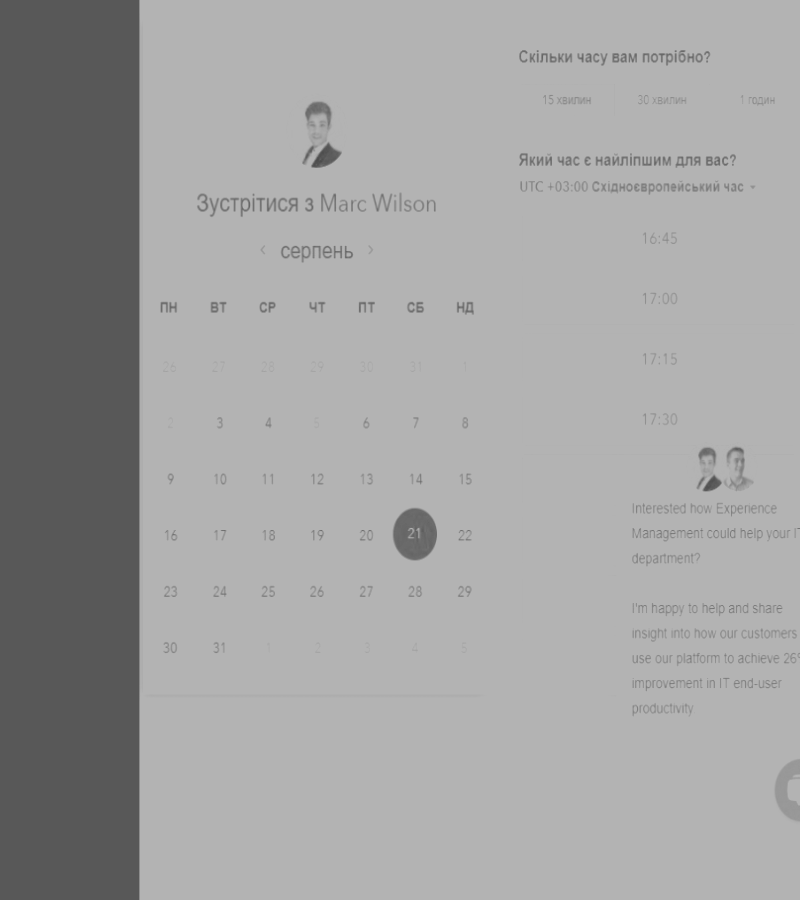 Зустрітися з Marc Wilson
‹ серпень ›
ПН ВТ СР ЧТ ПТ СБ НД
26 27 28 29 30 31 1
2 3 4 5 6 7 8
9 10 11 12 13 14 15
16 17 18 19 20 21 22
23 24 25 26 27 28 29
30 31 1 2 3 4 5
Скільки часу вам потрібно?
15 хвилин 30 хвилин 1 годин
Який час є найліпшим для вас?
UTC +03:00 Східноєвропейський час
16:45
17:00
17:15
17:30
Interested how Experience
Management could help your IT
department?
I'm happy to help and share
insight into how our customers
use our platform to achieve 26%
improvement in IT end-user
productivity